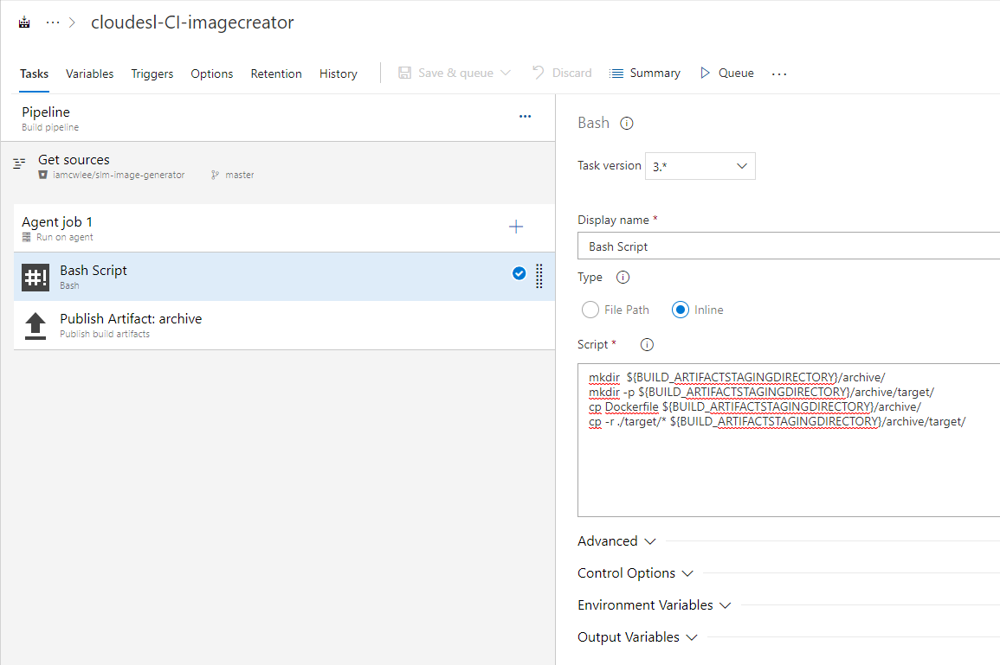 ... > cloudesl-CI-imagecreator
Tasks Variables Triggers Options Retention History Save & queue Discard Summary Queue ...
Pipeline ...
Build pipeline
Get sources
iamcwlee/slm-image-generator master
Agent job 1
Run on agent
#! Bash Script
Bash
Publish Artifact: archive
Publish build artifacts
Bash
Task version 3.*
Display name *
Bash Script
Type
File Path Inline
Script *
mkdir  ${BUILD_ARTIFACTSTAGINGDIRECTORY}/archive/
mkdir -p ${BUILD_ARTIFACTSTAGINGDIRECTORY}/archive/target/
cp Dockerfile ${BUILD_ARTIFACTSTAGINGDIRECTORY}/archive/
cp -r ./target/* ${BUILD_ARTIFACTSTAGINGDIRECTORY}/archive/target/
Advanced
Control Options
Environment Variables
Output Variables